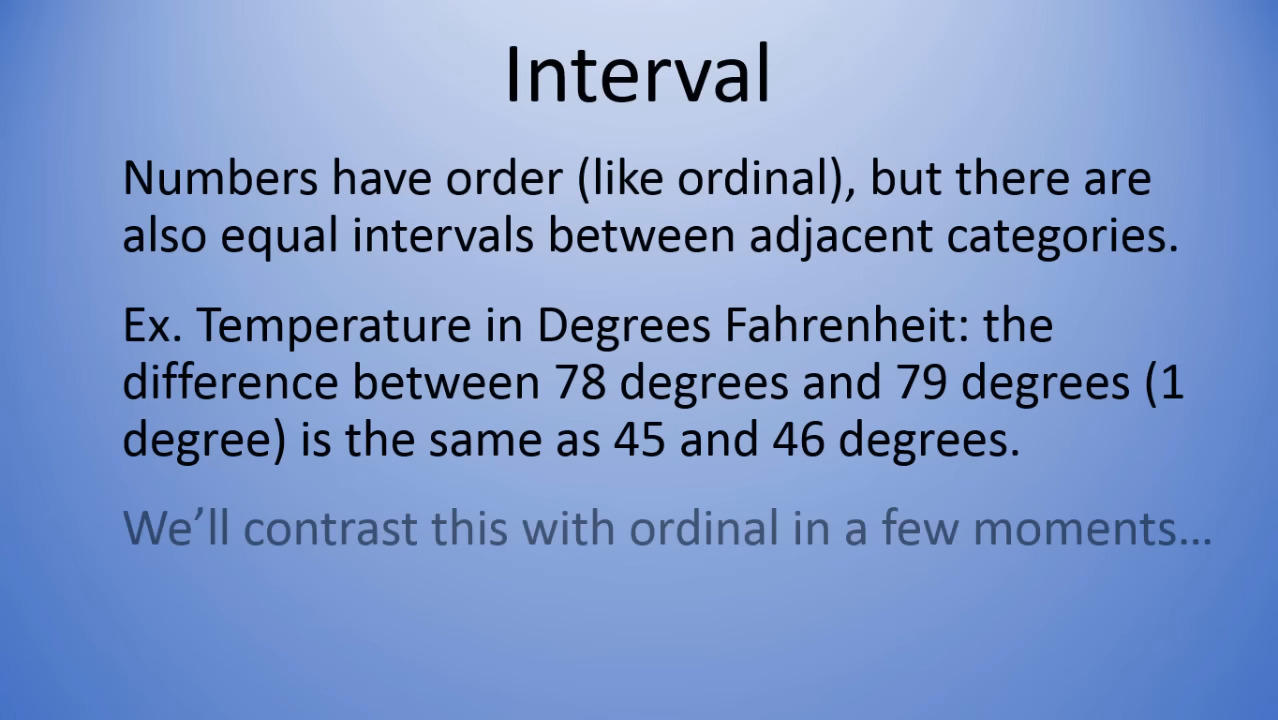 Interval
Numbers have order (like ordinal), but there are
also equal intervals between adjacent categories.
Ex. Temperature in Degrees Fahrenheit: the
difference between 78 degrees and 79 degrees (1
degree) is the same as 45 and 46 degrees.
We’ll contrast this with ordinal in a few moments…